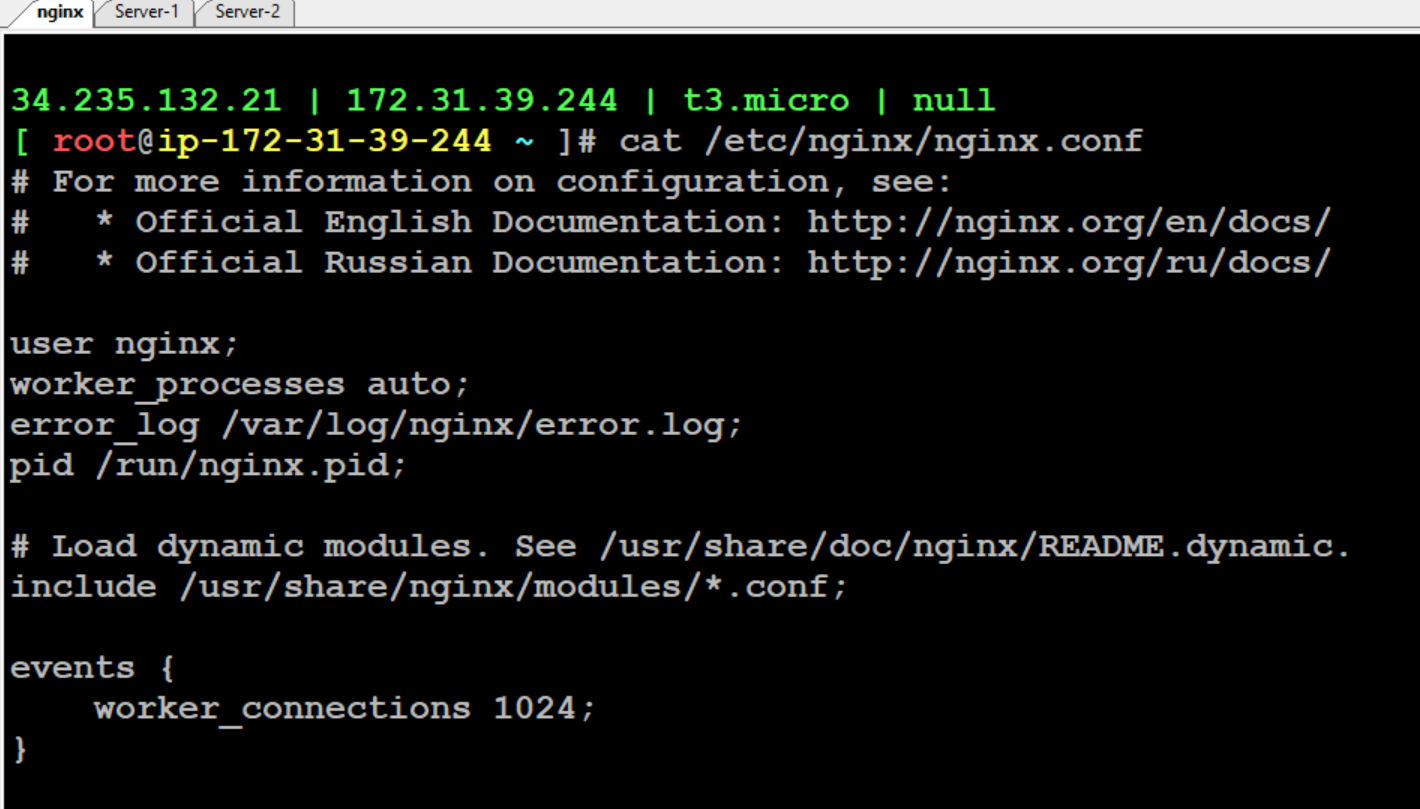 nginx Server-1 Server-2
34.235.132.21 | 172.31.39.244 | t3.micro | null
[ root@ip-172-31-39-244 ~ ]# cat /etc/nginx/nginx.conf
# For more information on configuration, see:
#   * Official English Documentation: http://nginx.org/en/docs/
#   * Official Russian Documentation: http://nginx.org/ru/docs/
user nginx;
worker_processes auto;
error_log /var/log/nginx/error.log;
pid /run/nginx.pid;
# Load dynamic modules. See /usr/share/doc/nginx/README.dynamic.
include /usr/share/nginx/modules/*.conf;
events {
    worker_connections 1024;
}